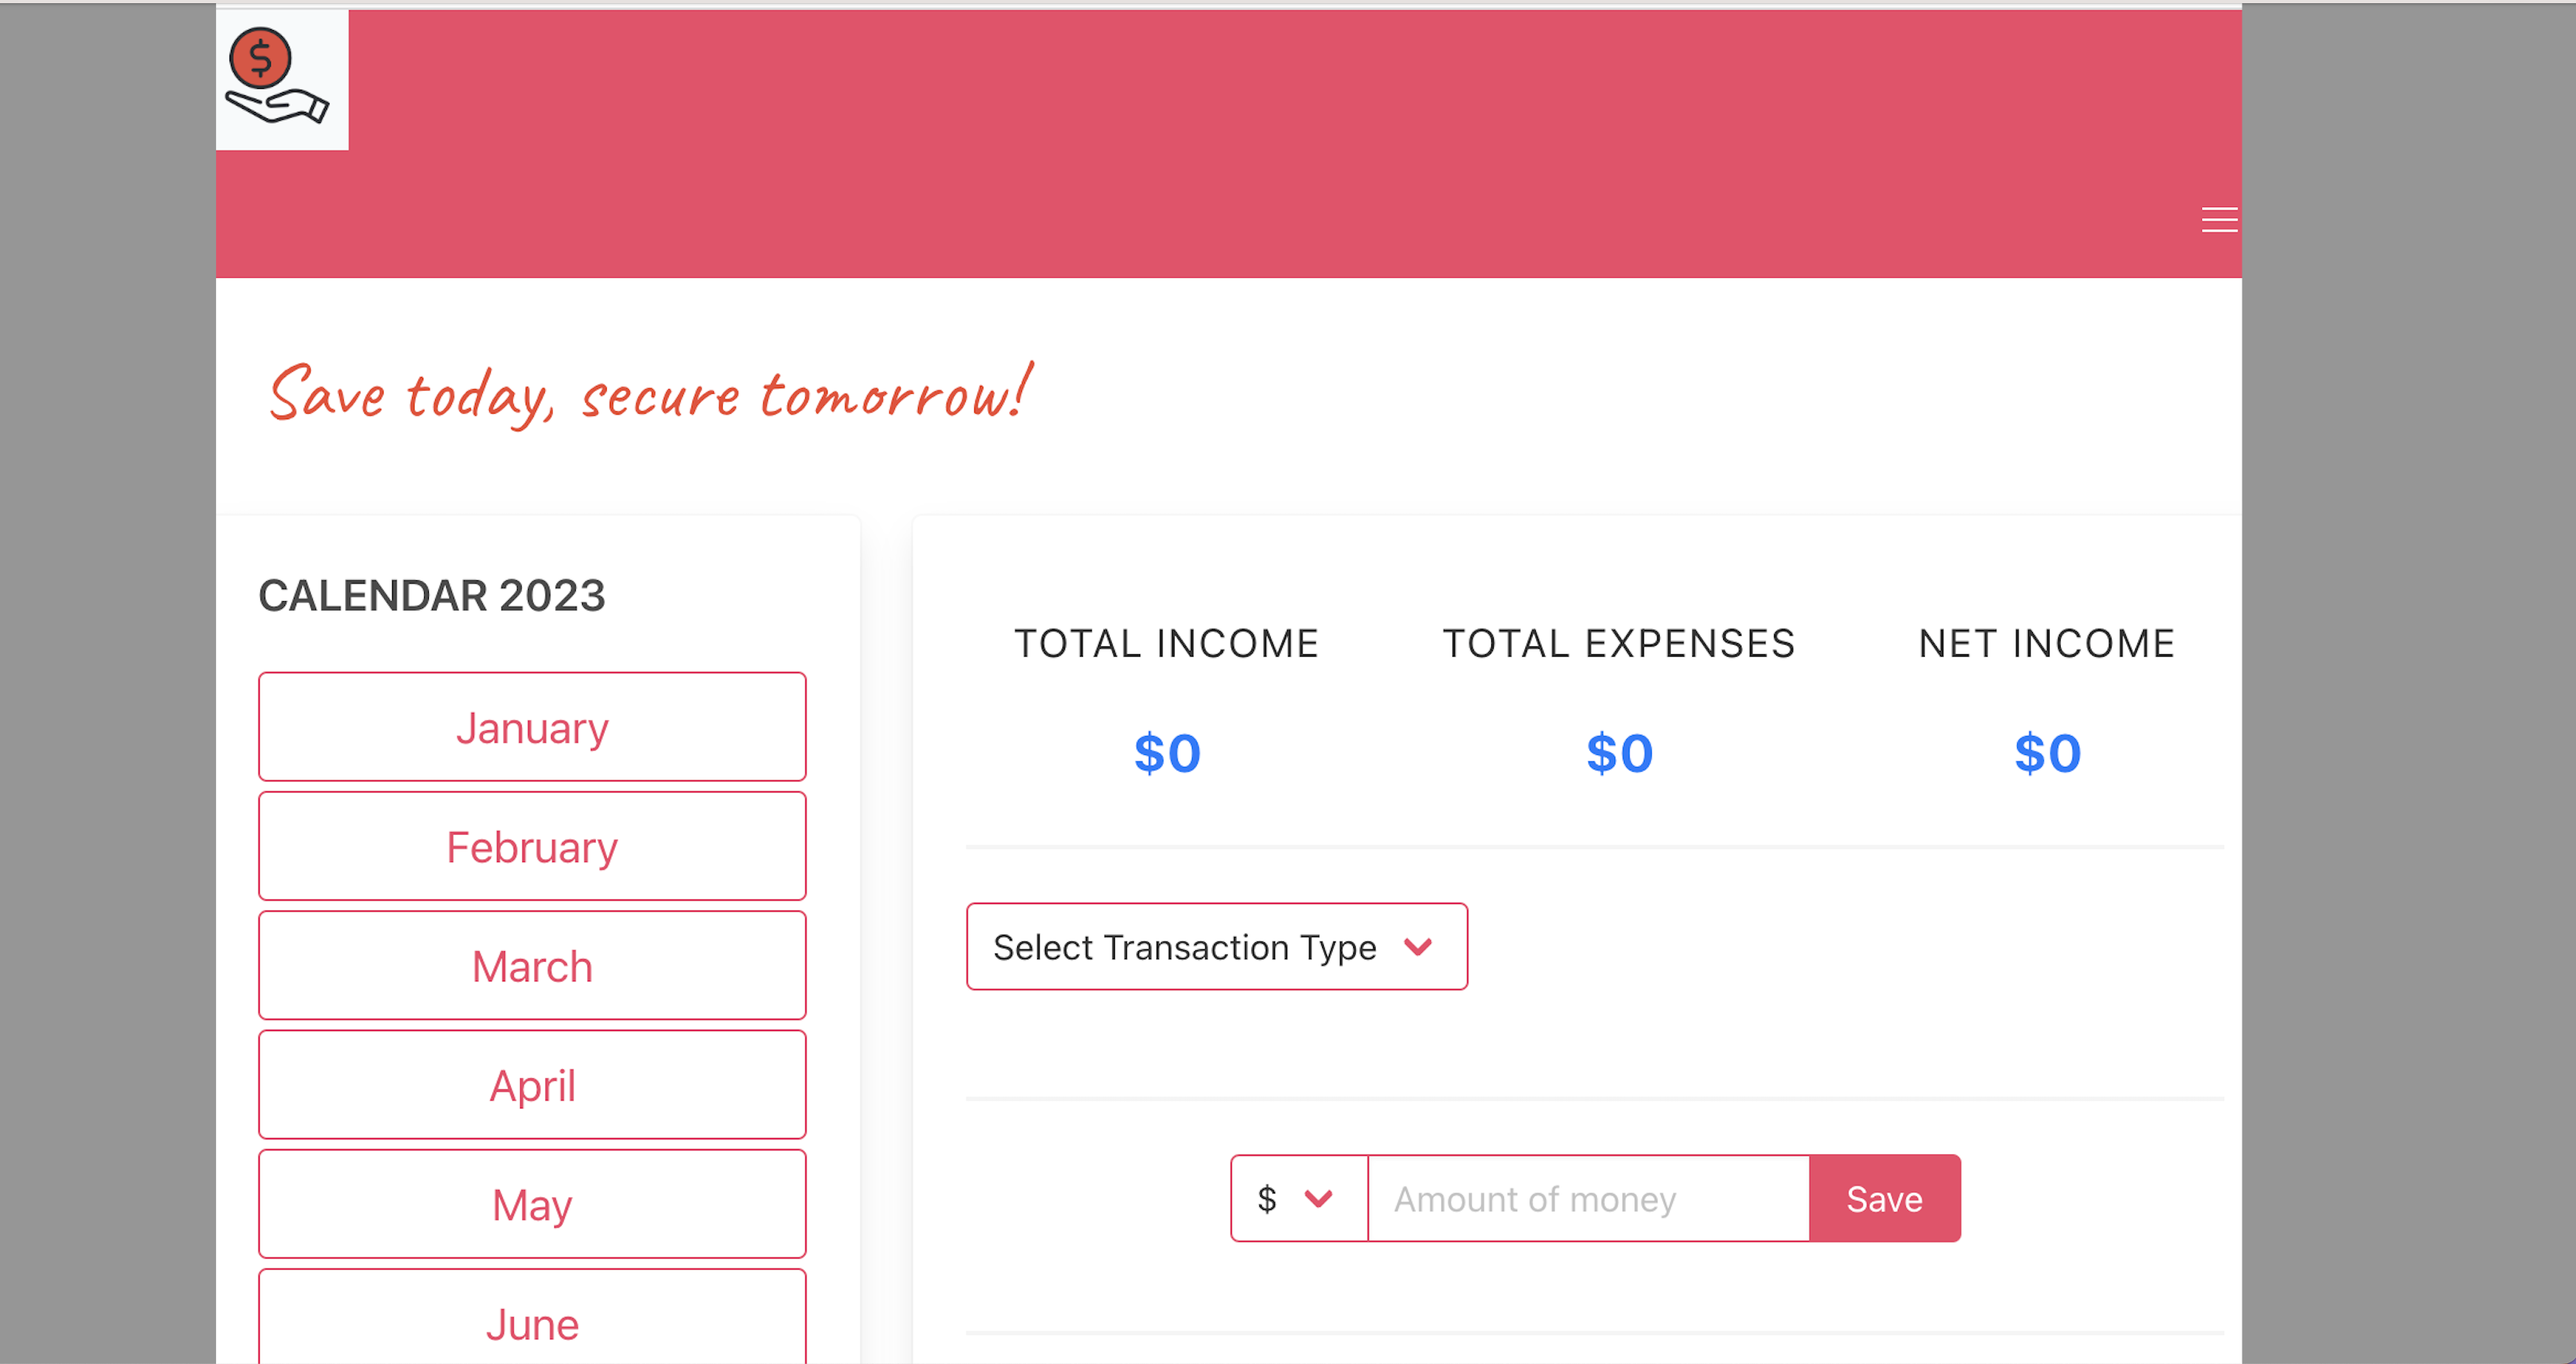 $
Save today, secure tomorrow!
CALENDAR 2023
January
February
March
April
May
June
TOTAL INCOME
$0
TOTAL EXPENSES
$0
NET INCOME
$0
Select Transaction Type
$
Amount of money
Save